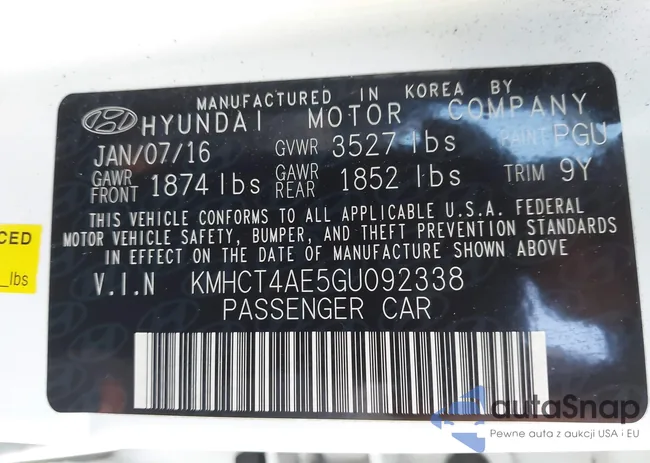 MANUFACTURED IN KOREA BY
HYUNDAI MOTOR COMPANY
JAN/07/16 GVWR 3527 lbs PAINT PGU
GAWR FRONT 1874 lbs GAWR REAR 1852 lbs TRIM 9Y
THIS VEHICLE CONFORMS TO ALL APPLICABLE U.S.A. FEDERAL
MOTOR VEHICLE SAFETY, BUMPER, AND THEFT PREVENTION STANDARDS
IN EFFECT ON THE DATE OF MANUFACTURE SHOWN ABOVE
V.I.N KMHCT4AE5GU092338
PASSENGER CAR
CED
lbs
autaSnap
Pewne auta z aukcji USA i EU